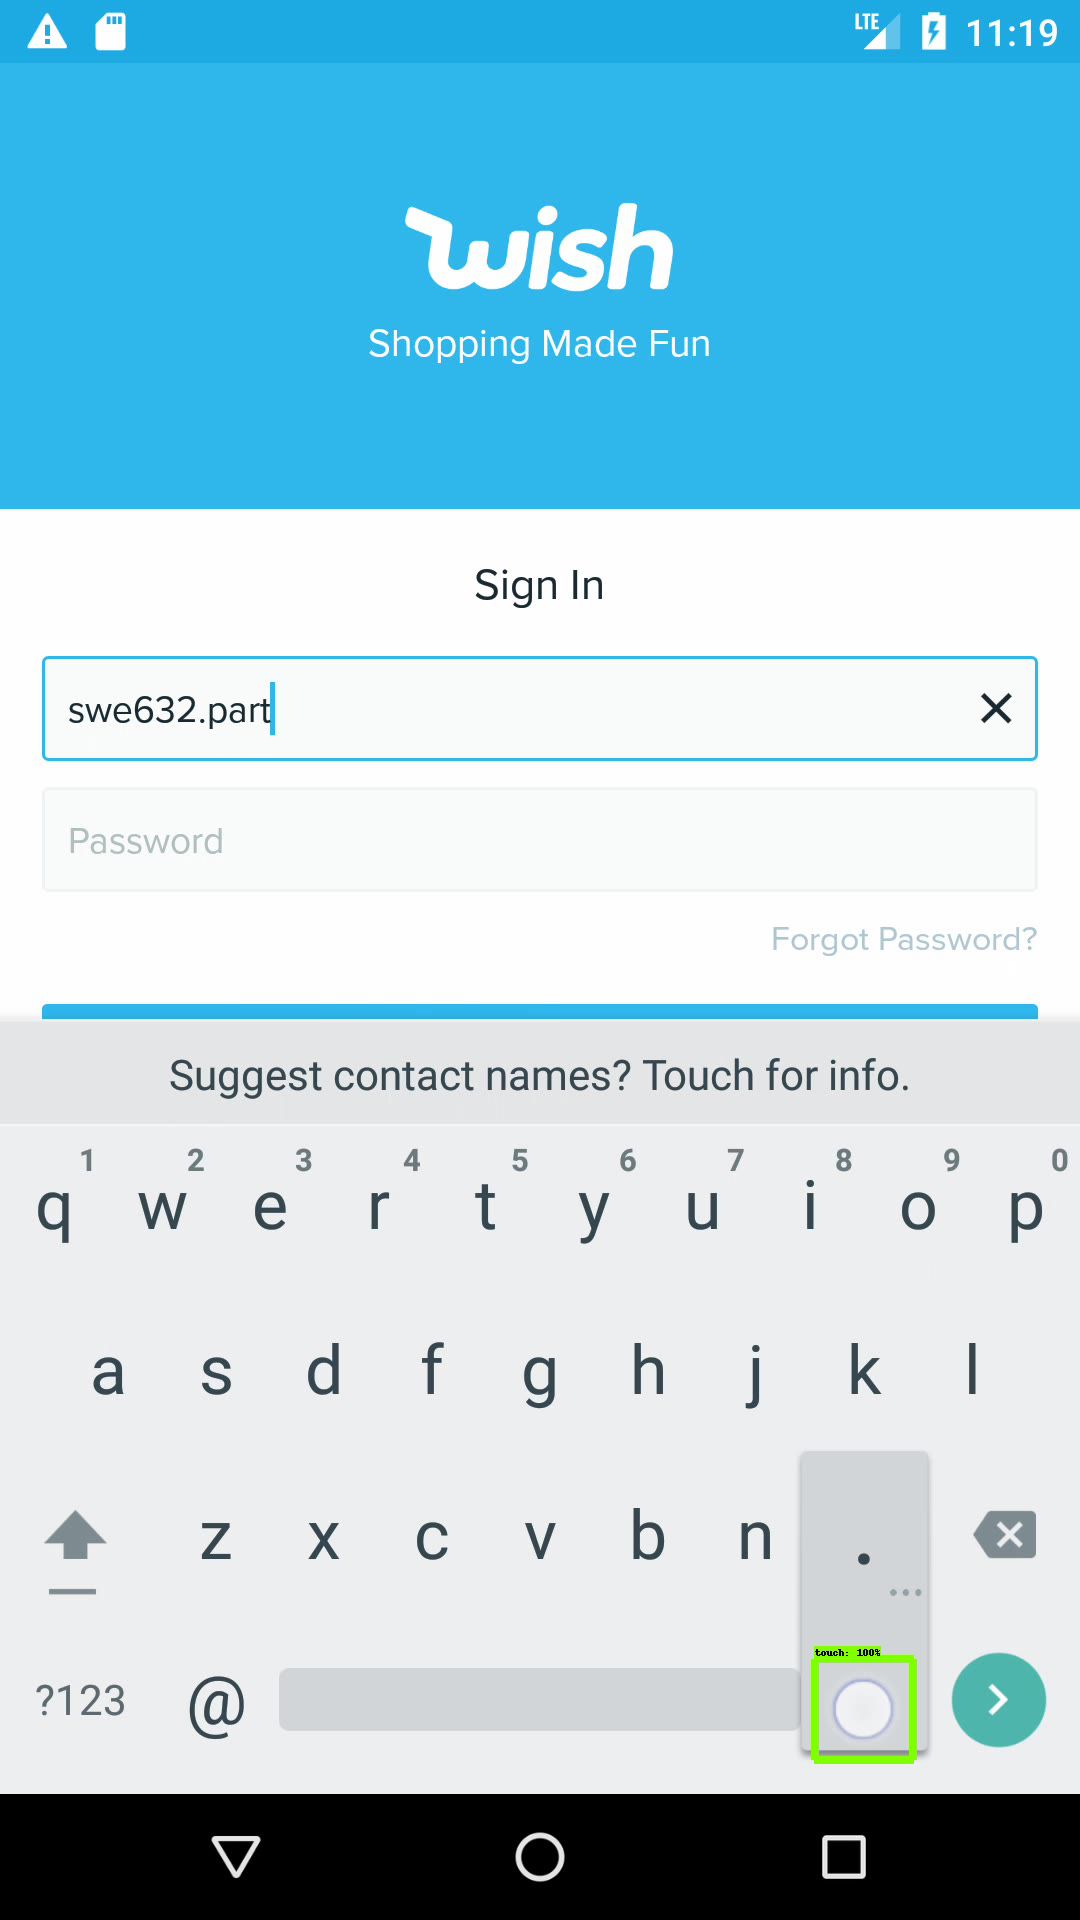 LTE 11:19
wish
Shopping Made Fun
Sign In
swe632.part
Password
Forgot Password?
Suggest contact names? Touch for info.
1 2 3 4 5 6 7 8 9 0
q w e r t y u i o p
a s d f g h j k l
z x c v b n .
...
touch: 100%
?123 @